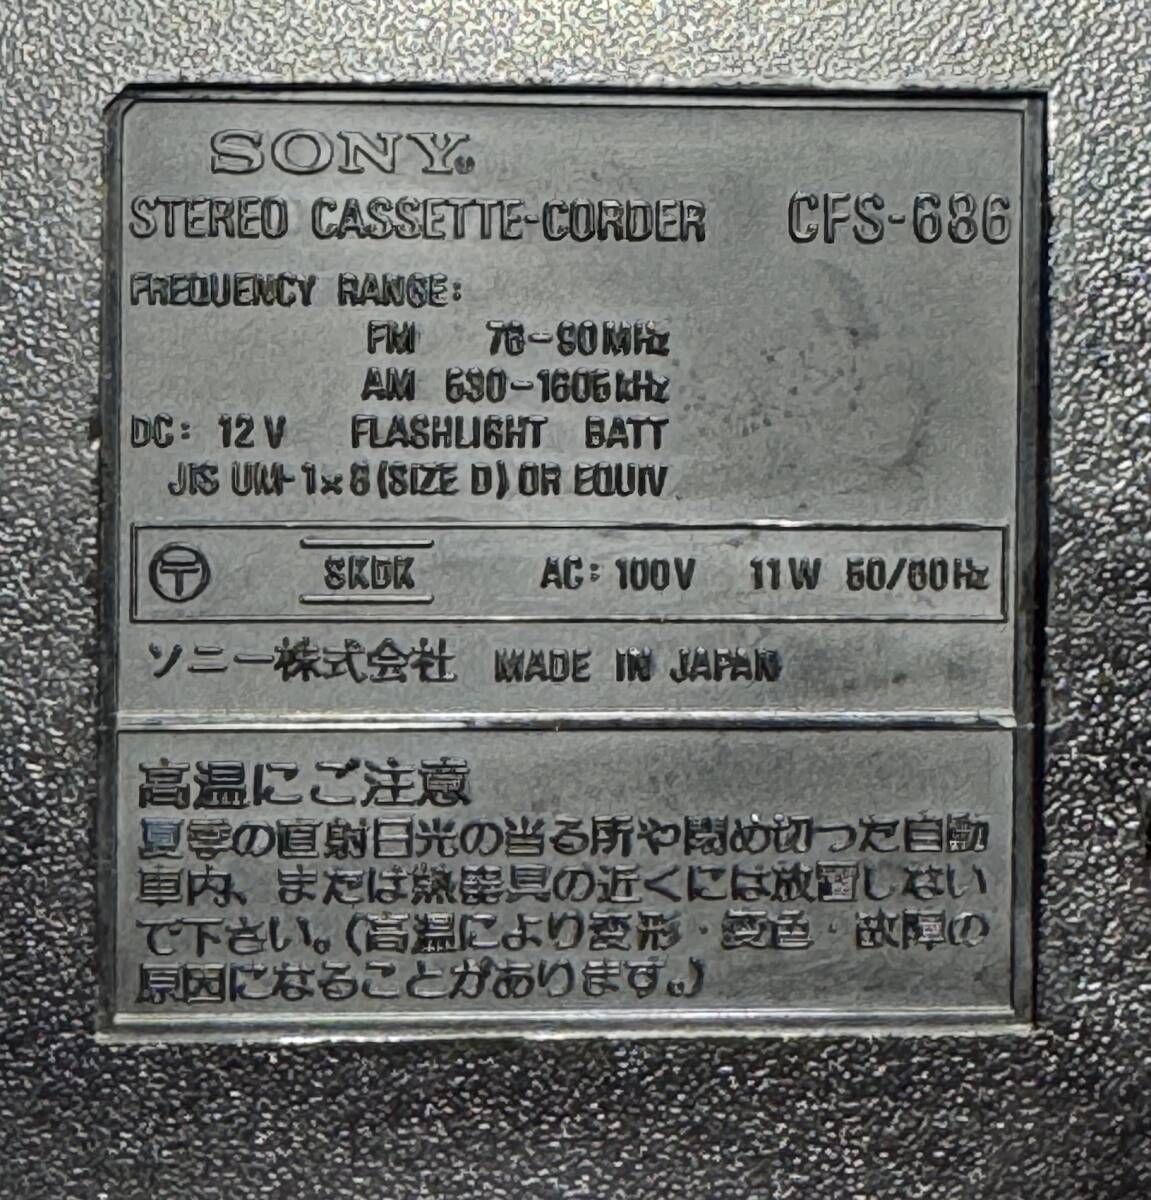 SONY®
STEREO CASSETTE-CORDER CFS-686
FREQUENCY RANGE:
FM 76-90MHz
AM 530-1605kHz
DC: 12V FLASHLIGHT BATT
JIS UM-1×8 (SIZE D) OR EQUIV
〶 SKDK AC: 100V 11W 50/60Hz
ソニー株式会社 MADE IN JAPAN
高温にご注意
夏季の直射日光の当る所や閉め切った自動
車内、または熱器具の近くには放置しない
で下さい。(高温により変形・変色・故障の
原因になることがあります。)